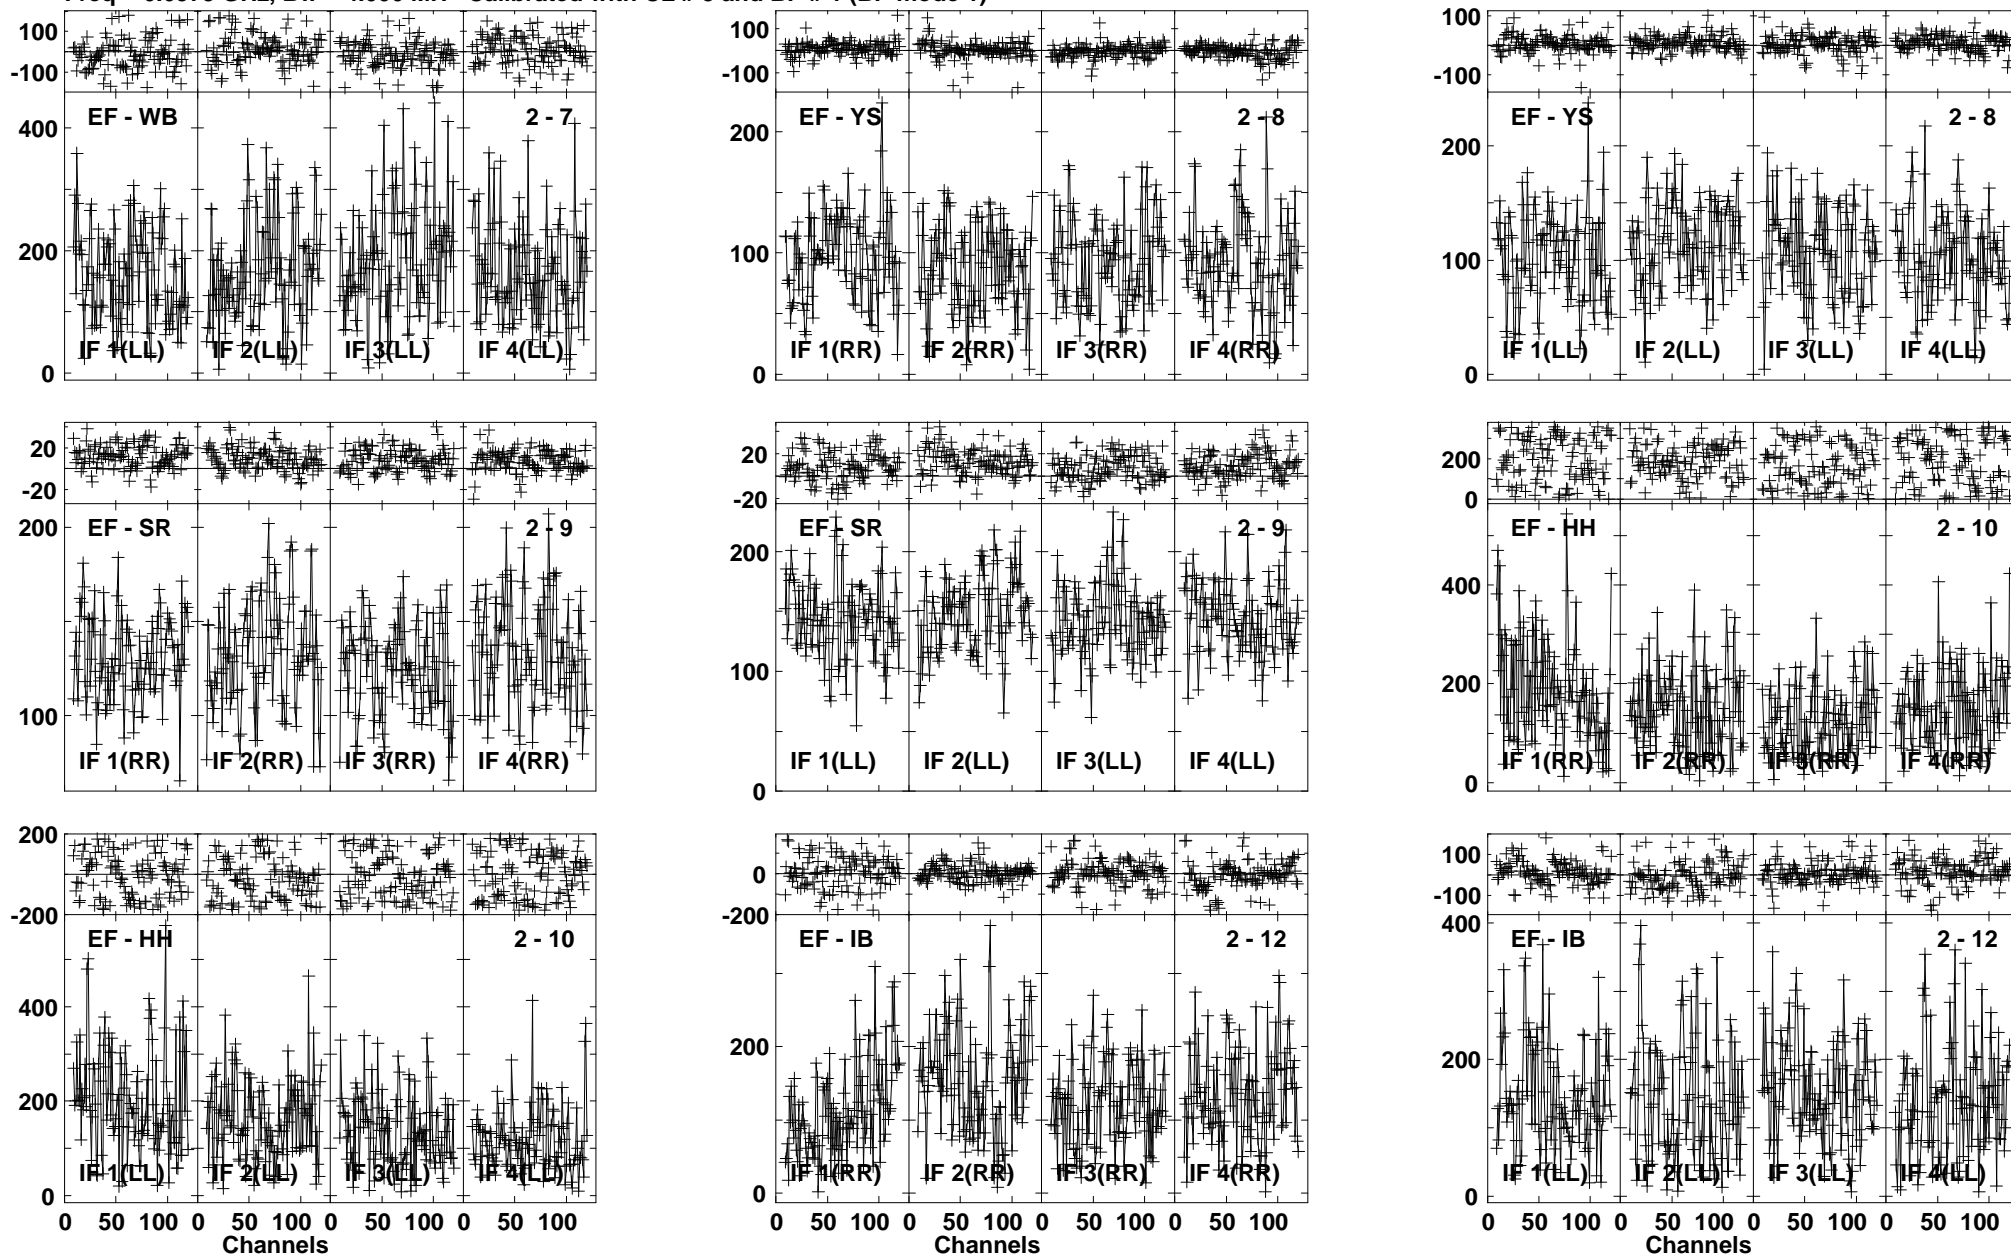 100
-100
EF - WB
2 - 7
400
200
0
IF 1(LL)
IF 2(LL)
IF 3(LL)
IF 4(LL)
100
-100
EF - YS
2 - 8
200
100
0
IF 1(RR)
IF 2(RR)
IF 3(RR)
IF 4(RR)
100
-100
EF - YS
2 - 8
200
100
0
IF 1(LL)
IF 2(LL)
IF 3(LL)
IF 4(LL)
20
-20
EF - SR
2 - 9
200
100
IF 1(RR)
IF 2(RR)
IF 3(RR)
IF 4(RR)
20
-20
EF - SR
2 - 9
200
100
0
IF 1(LL)
IF 2(LL)
IF 3(LL)
IF 4(LL)
200
0
EF - HH
2 - 10
400
200
0
IF 1(RR)
IF 2(RR)
IF 3(RR)
IF 4(RR)
200
-200
EF - HH
2 - 10
400
200
0
IF 1(LL)
IF 2(LL)
IF 3(LL)
IF 4(LL)
0 50 100 0 50 100 0 50 100 0 50 100
Channels
0
-200
EF - IB
2 - 12
200
0
IF 1(RR)
IF 2(RR)
IF 3(RR)
IF 4(RR)
0 50 100 0 50 100 0 50 100 0 50 100
Channels
100
-100
EF - IB
2 - 12
400
200
0
IF 1(LL)
IF 2(LL)
IF 3(LL)
IF 4(LL)
0 50 100 0 50 100 0 50 100 0 50 100
Channels